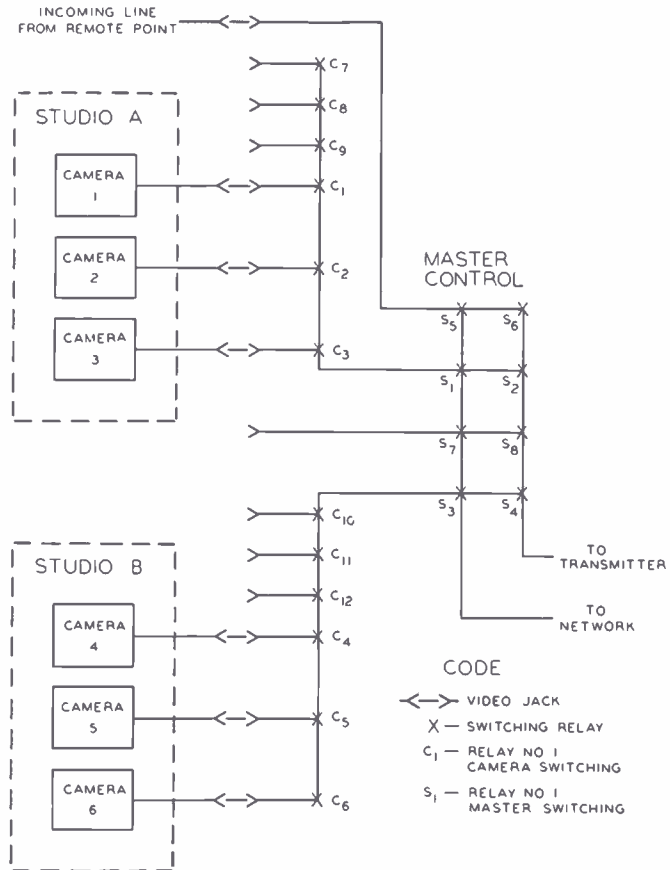 INCOMING LINE
FROM REMOTE POINT
C7
C8
C9
STUDIO A
CAMERA
1
C1
CAMERA
2
C2
CAMERA
3
C3
MASTER
CONTROL
S5 S6
S1 S2
S7 S8
S3 S4
C10
C11
C12
STUDIO B
CAMERA
4
C4
CAMERA
5
C5
CAMERA
6
C6
TO
TRANSMITTER
TO
NETWORK
CODE
VIDEO JACK
X — SWITCHING RELAY
C1 — RELAY NO 1
CAMERA SWITCHING
S1 — RELAY NO 1
MASTER SWITCHING